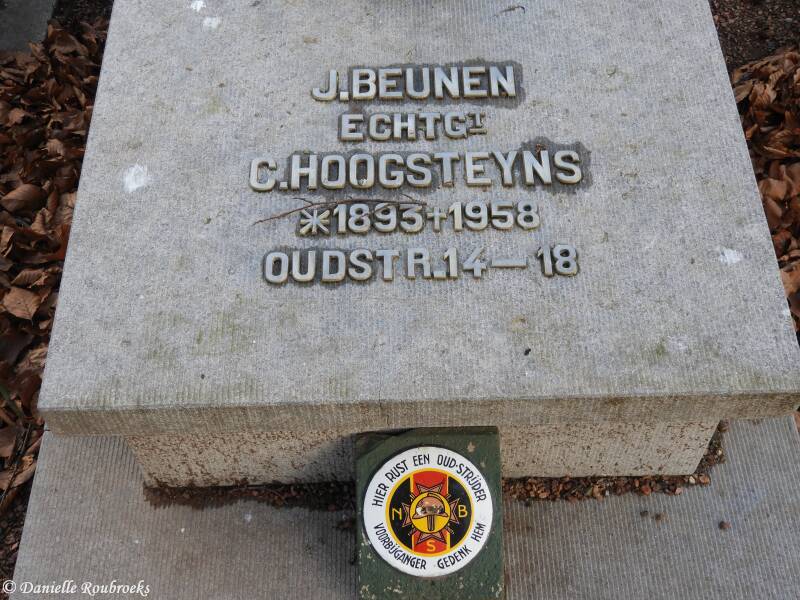 J.BEUNEN
ECHTGT
C.HOOGSTEYNS
*1893+1958
OUDSTR.14-18
HIER RUST EEN OUD-STRIJDER
N B
S
VOORBIJGANGER GEDENK HEM
© Danielle Roubroeks